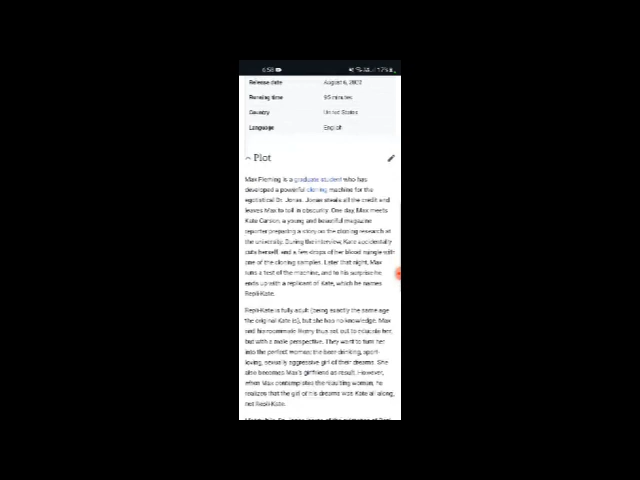 6:58
Release date August 6, 2002
Running time 95 minutes
Country United States
Language English
Plot
Max Fleming is a graduate student who has
developed a powerful cloning machine for the
egotistical Dr. Jonas. Jonas steals all the credit and
leaves Max to toil in obscurity. One day, Max meets
Kate Carson, a young and beautiful magazine
reporter preparing a story on the cloning research at
the university. During the interview, Kate accidentally
cuts herself, and a few drops of her blood mingle with
one of the cloning samples. Later that night, Max
runs a test of the machine, and to his surprise he
ends up with a replicant of Kate, which he names
Repli-Kate.
Repli-Kate is fully adult (being exactly the same age
the original Kate is), but she has no knowledge. Max
and his roommate Henry thus set out to educate her,
but with a male perspective. They want to turn her
into the perfect woman; the beer-drinking, sport-
loving, sexually aggressive girl of their dreams. She
also becomes Max's girlfriend as result. However,
when Max contemplates the resulting woman, he
realizes that the girl of his dreams was Kate all along,
not Repli-Kate.